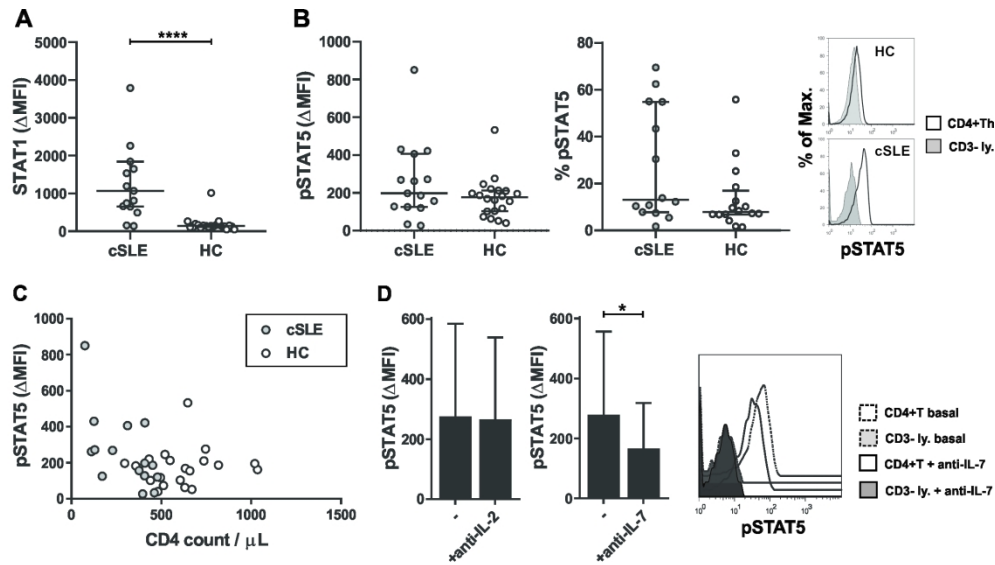 A
STAT1 (ΔMFI)
5000
4000
3000
2000
1000
0
****
cSLE
HC
B
pSTAT5 (ΔMFI)
1000
800
600
400
200
0
cSLE
HC
% pSTAT5
80
60
40
20
0
cSLE
HC
% of Max.
HC
cSLE
pSTAT5
CD4+Th
CD3- ly.
C
pSTAT5 (ΔMFI)
1000
800
600
400
200
0
0
500
1000
1500
CD4 count / μL
cSLE
HC
D
pSTAT5 (ΔMFI)
600
400
200
0
-
+anti-IL-2
pSTAT5 (ΔMFI)
600
400
200
0
*
-
+anti-IL-7
10⁰
10¹
10²
10³
pSTAT5
CD4+T basal
CD3- ly. basal
CD4+T + anti-IL-7
CD3- ly. + anti-IL-7